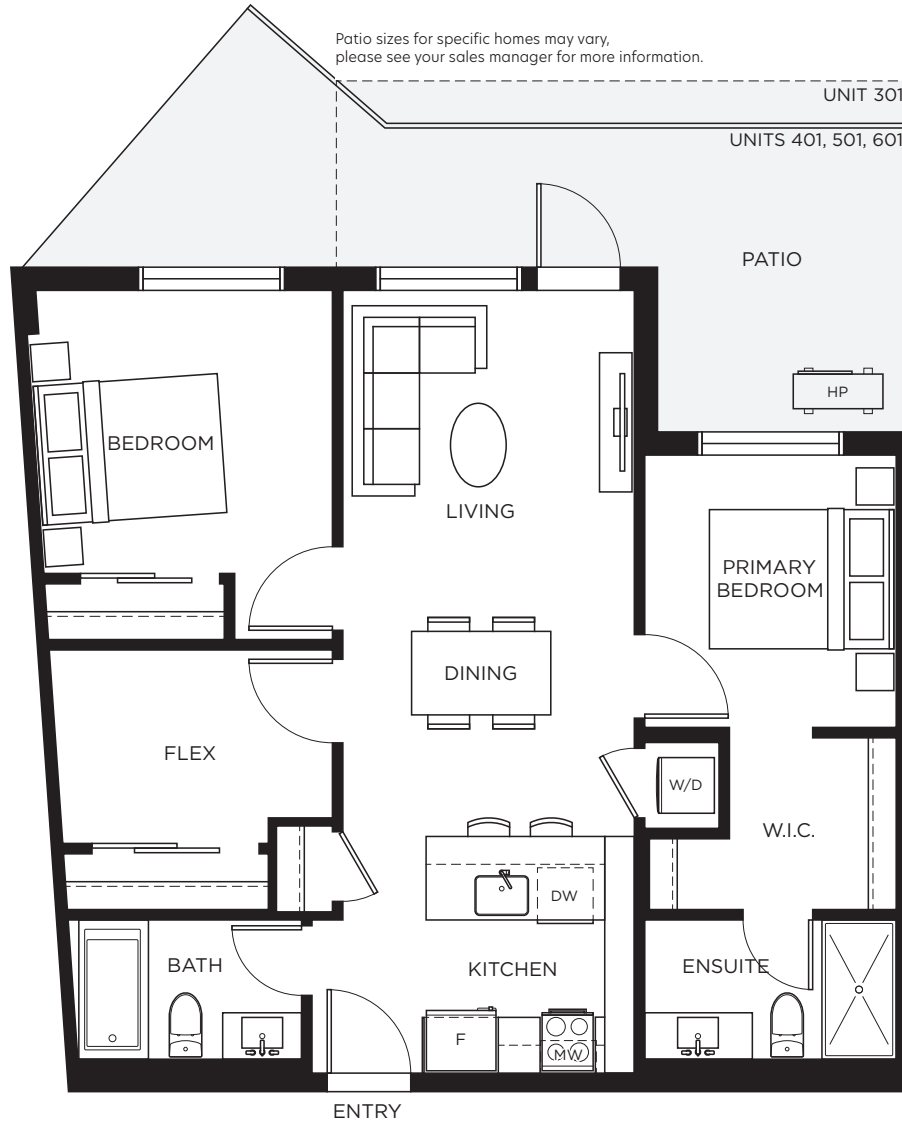 Patio sizes for specific homes may vary,
please see your sales manager for more information.
UNIT 301
UNITS 401, 501, 601
PATIO
HP
BEDROOM
LIVING
PRIMARY
BEDROOM
DINING
FLEX
W/D
W.I.C.
DW
BATH
KITCHEN
ENSUITE
F
MW
ENTRY